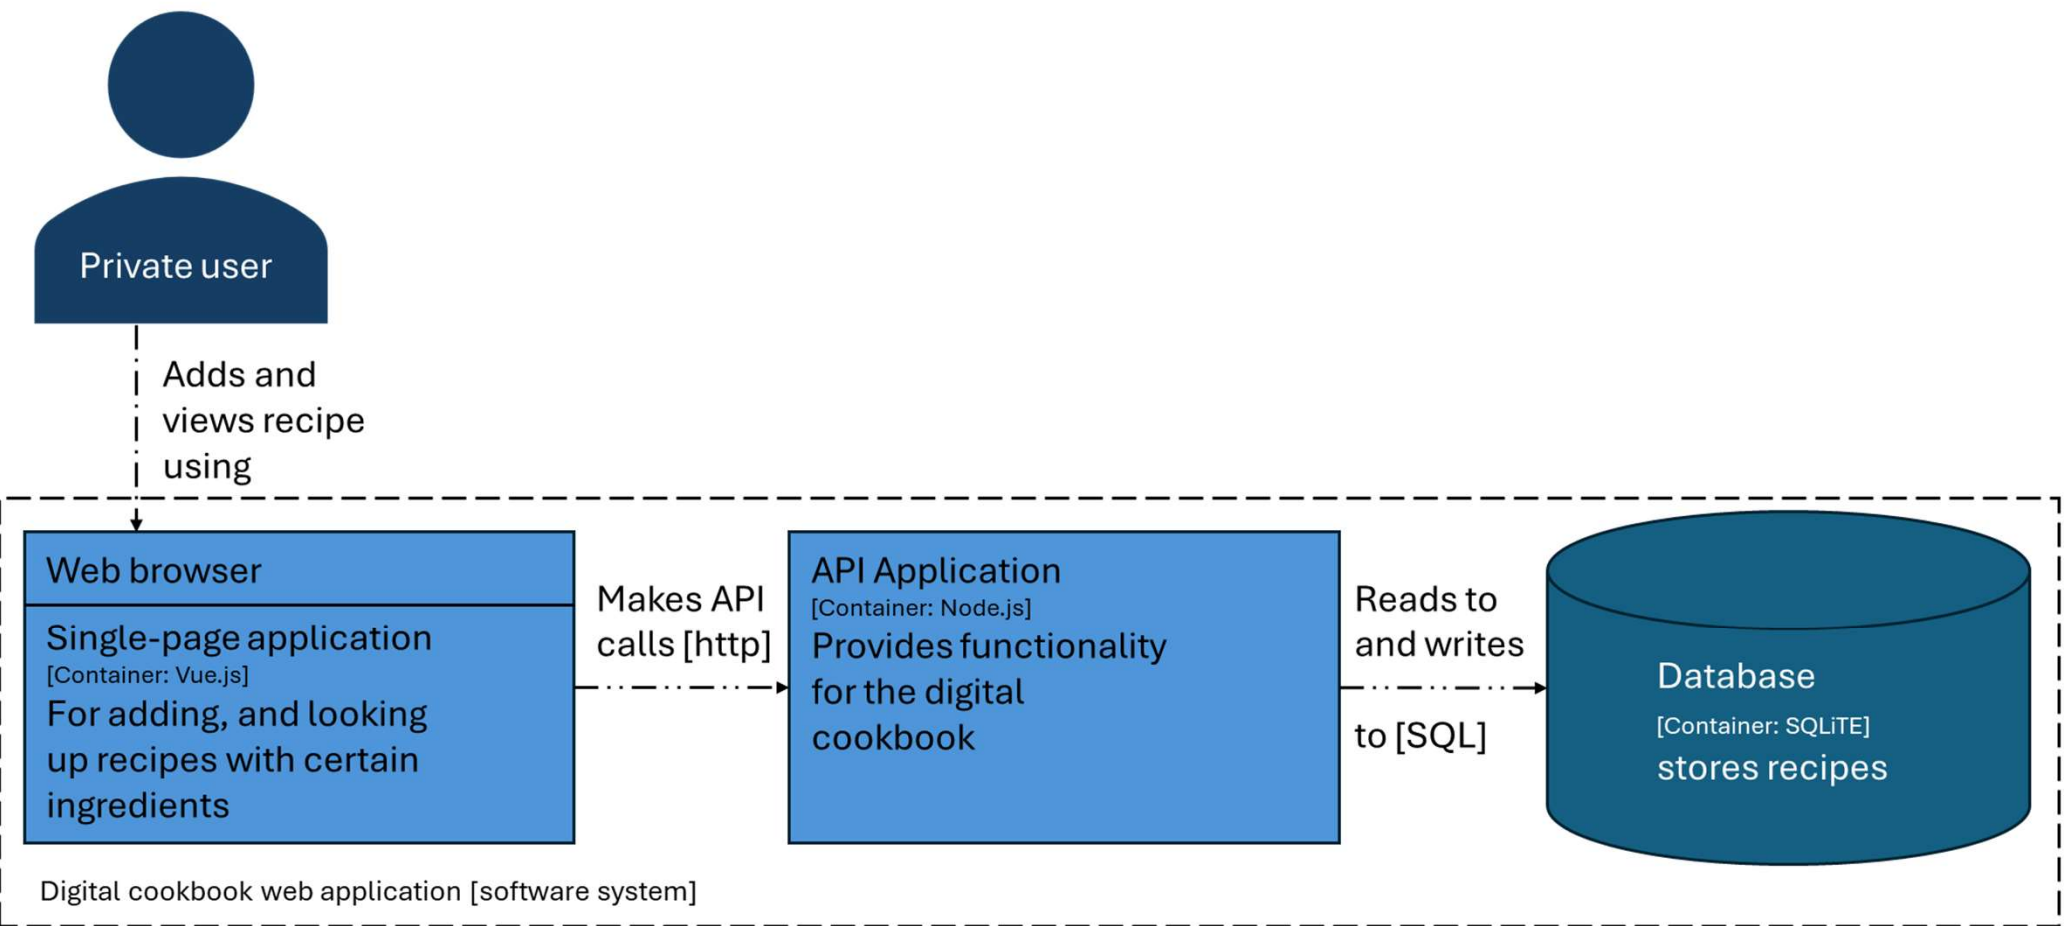 Private user
Adds and
views recipe
using
Web browser
Single-page application
[Container: Vue.js]
For adding, and looking
up recipes with certain
ingredients
Makes API
calls [http]
API Application
[Container: Node.js]
Provides functionality
for the digital
cookbook
Reads to
and writes
to [SQL]
Database
[Container: SQLiTE]
stores recipes
Digital cookbook web application [software system]